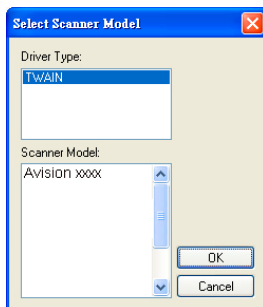 Select Scanner Model
Driver Type:
TWAIN
Scanner Model:
Avision xxxx
OK
Cancel